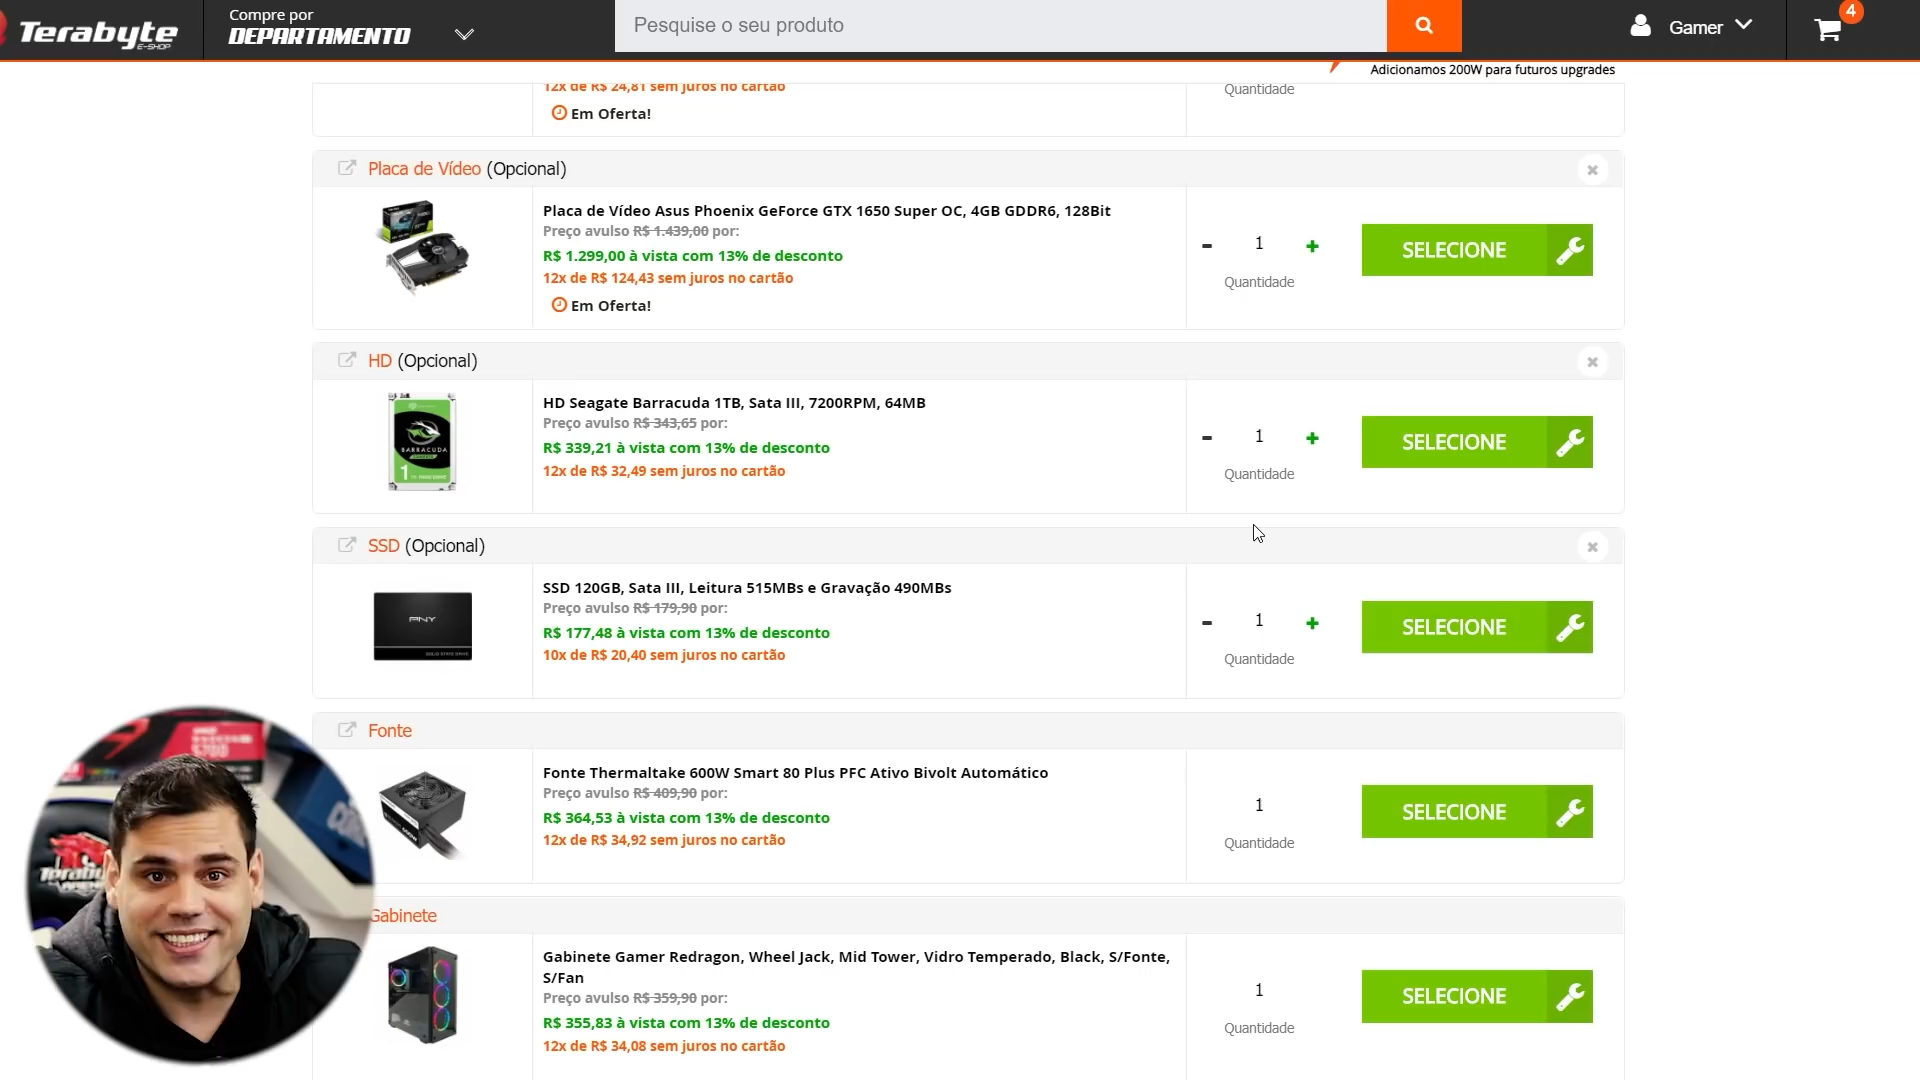 Terabyte
E-SHOP
Compre por
DEPARTAMENTO
Pesquise o seu produto
Gamer
4
Adicionamos 200W para futuros upgrades
12x de R$ 24,81 sem juros no cartão
Em Oferta!
Quantidade
Placa de Vídeo (Opcional)
Placa de Vídeo Asus Phoenix GeForce GTX 1650 Super OC, 4GB GDDR6, 128Bit
Preço avulso R$ 1.439,00 por:
R$ 1.299,00 à vista com 13% de desconto
12x de R$ 124,43 sem juros no cartão
Em Oferta!
- 1 +
Quantidade
SELECIONE
HD (Opcional)
BARRACUDA
1
HD Seagate Barracuda 1TB, Sata III, 7200RPM, 64MB
Preço avulso R$ 343,65 por:
R$ 339,21 à vista com 13% de desconto
12x de R$ 32,49 sem juros no cartão
- 1 +
Quantidade
SELECIONE
SSD (Opcional)
PNY
SSD 120GB, Sata III, Leitura 515MBs e Gravação 490MBs
Preço avulso R$ 179,90 por:
R$ 177,48 à vista com 13% de desconto
10x de R$ 20,40 sem juros no cartão
- 1 +
Quantidade
SELECIONE
Fonte
Fonte Thermaltake 600W Smart 80 Plus PFC Ativo Bivolt Automático
Preço avulso R$ 409,90 por:
R$ 364,53 à vista com 13% de desconto
12x de R$ 34,92 sem juros no cartão
1
Quantidade
SELECIONE
Gabinete
Gabinete Gamer Redragon, Wheel Jack, Mid Tower, Vidro Temperado, Black, S/Fonte,
S/Fan
Preço avulso R$ 359,90 por:
R$ 355,83 à vista com 13% de desconto
12x de R$ 34,08 sem juros no cartão
1
Quantidade
SELECIONE